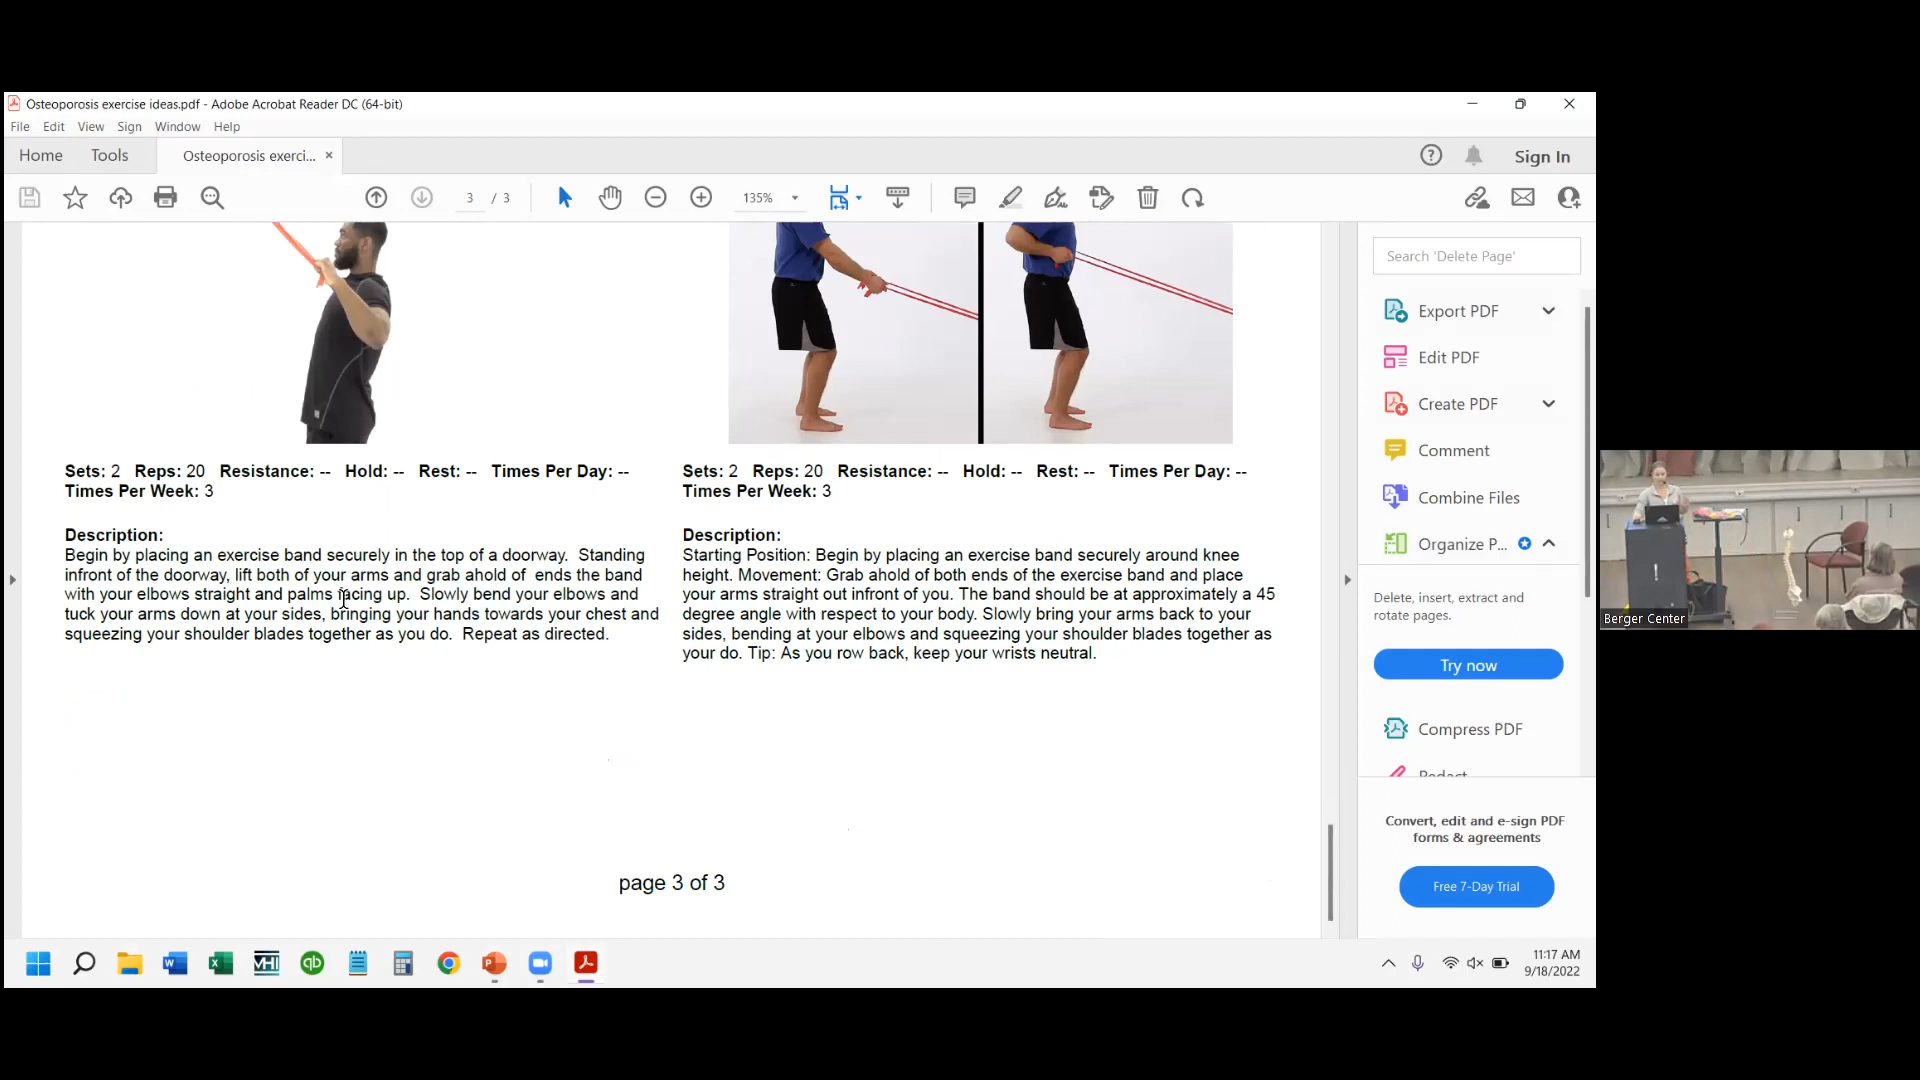 Osteoporosis exercise ideas.pdf - Adobe Acrobat Reader DC (64-bit)
File Edit View Sign Window Help
Home Tools Osteoporosis exerci... × Sign In
3 / 3 135%
Search 'Delete Page'
Export PDF
Edit PDF
Create PDF
Comment
Combine Files
Organize P...
Delete, insert, extract and
rotate pages.
Try now
Compress PDF
Redact
Convert, edit and e-sign PDF
forms & agreements
Free 7-Day Trial
Sets: 2 Reps: 20 Resistance: -- Hold: -- Rest: -- Times Per Day: --
Times Per Week: 3
Description:
Begin by placing an exercise band securely in the top of a doorway. Standing
infront of the doorway, lift both of your arms and grab ahold of ends the band
with your elbows straight and palms facing up. Slowly bend your elbows and
tuck your arms down at your sides, bringing your hands towards your chest and
squeezing your shoulder blades together as you do. Repeat as directed.
Sets: 2 Reps: 20 Resistance: -- Hold: -- Rest: -- Times Per Day: --
Times Per Week: 3
Description:
Starting Position: Begin by placing an exercise band securely around knee
height. Movement: Grab ahold of both ends of the exercise band and place
your arms straight out infront of you. The band should be at approximately a 45
degree angle with respect to your body. Slowly bring your arms back to your
sides, bending at your elbows and squeezing your shoulder blades together as
your do. Tip: As you row back, keep your wrists neutral.
page 3 of 3
VHI
qb
11:17 AM
9/18/2022
Berger Center